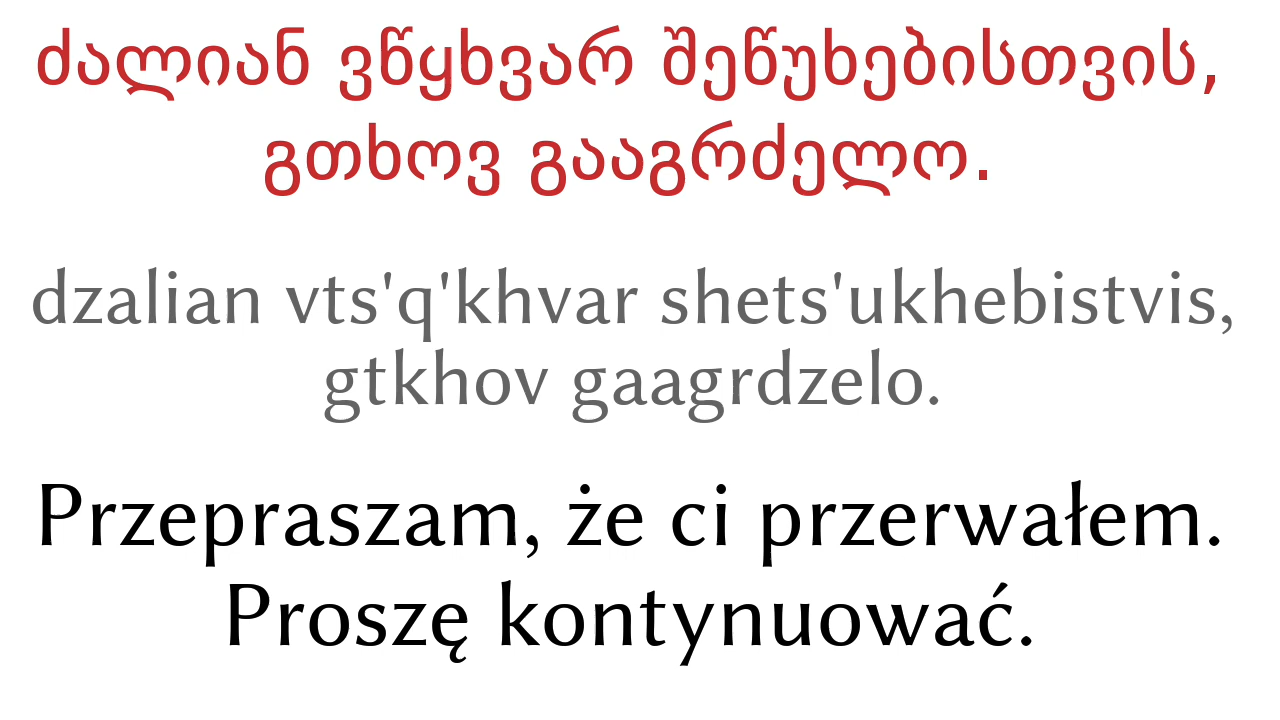 ძალიან ვწყხვარ შეწუხებისთვის,
გთხოვ გააგრძელო.
dzalian vts'q'khvar shets'ukhebistvis,
gtkhov gaagrdzelo.
Przepraszam, że ci przerwałem.
Proszę kontynuować.